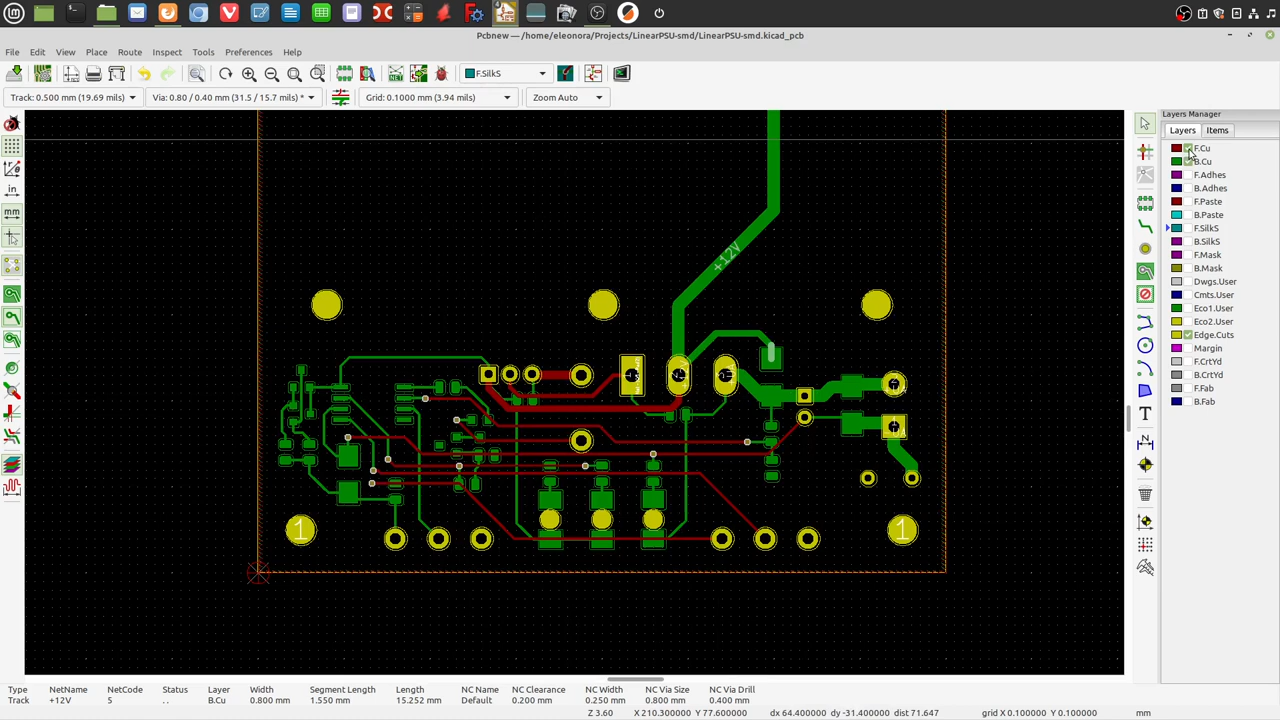 Pcbnew — /home/eleonora/Projects/LinearPSU-smd/LinearPSU-smd.kicad_pcb
File Edit View Place Route Inspect Tools Preferences Help
F.SilkS
Track: 0.500 mm (19.69 mils) Via: 0.80 / 0.40 mm (31.5 / 15.7 mils) * Grid: 0.1000 mm (3.94 mils) Zoom Auto
Layers Manager
Layers Items
F.Cu
B.Cu
F.Adhes
B.Adhes
F.Paste
B.Paste
F.SilkS
B.SilkS
F.Mask
B.Mask
Dwgs.User
Cmts.User
Eco1.User
Eco2.User
Edge.Cuts
Margin
F.CrtYd
B.CrtYd
F.Fab
B.Fab
in
mm
NET
+12V
1
1
Type NetName NetCode Status Layer Width Segment Length Length NC Name NC Clearance NC Width NC Via Size NC Via Drill
Track +12V 5 .. B.Cu 0.800 mm 1.550 mm 15.252 mm Default 0.200 mm 0.250 mm 0.800 mm 0.400 mm
Z 3.60 X 210.300000 Y 77.600000 dx 64.400000 dy -31.400000 dist 71.647 grid X 0.100000 Y 0.100000 mm